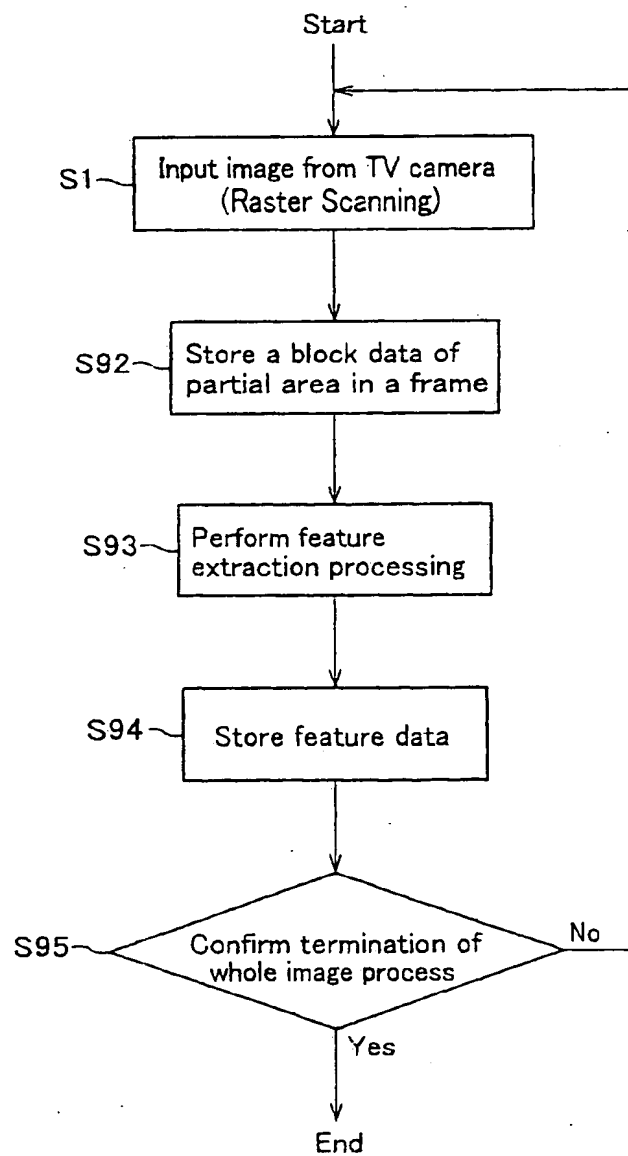 Start
S1
Input image from TV camera
(Raster Scanning)
S92
Store a block data of
partial area in a frame
S93
Perform feature
extraction processing
S94
Store feature data
S95
Confirm termination of
whole image process
No
Yes
End